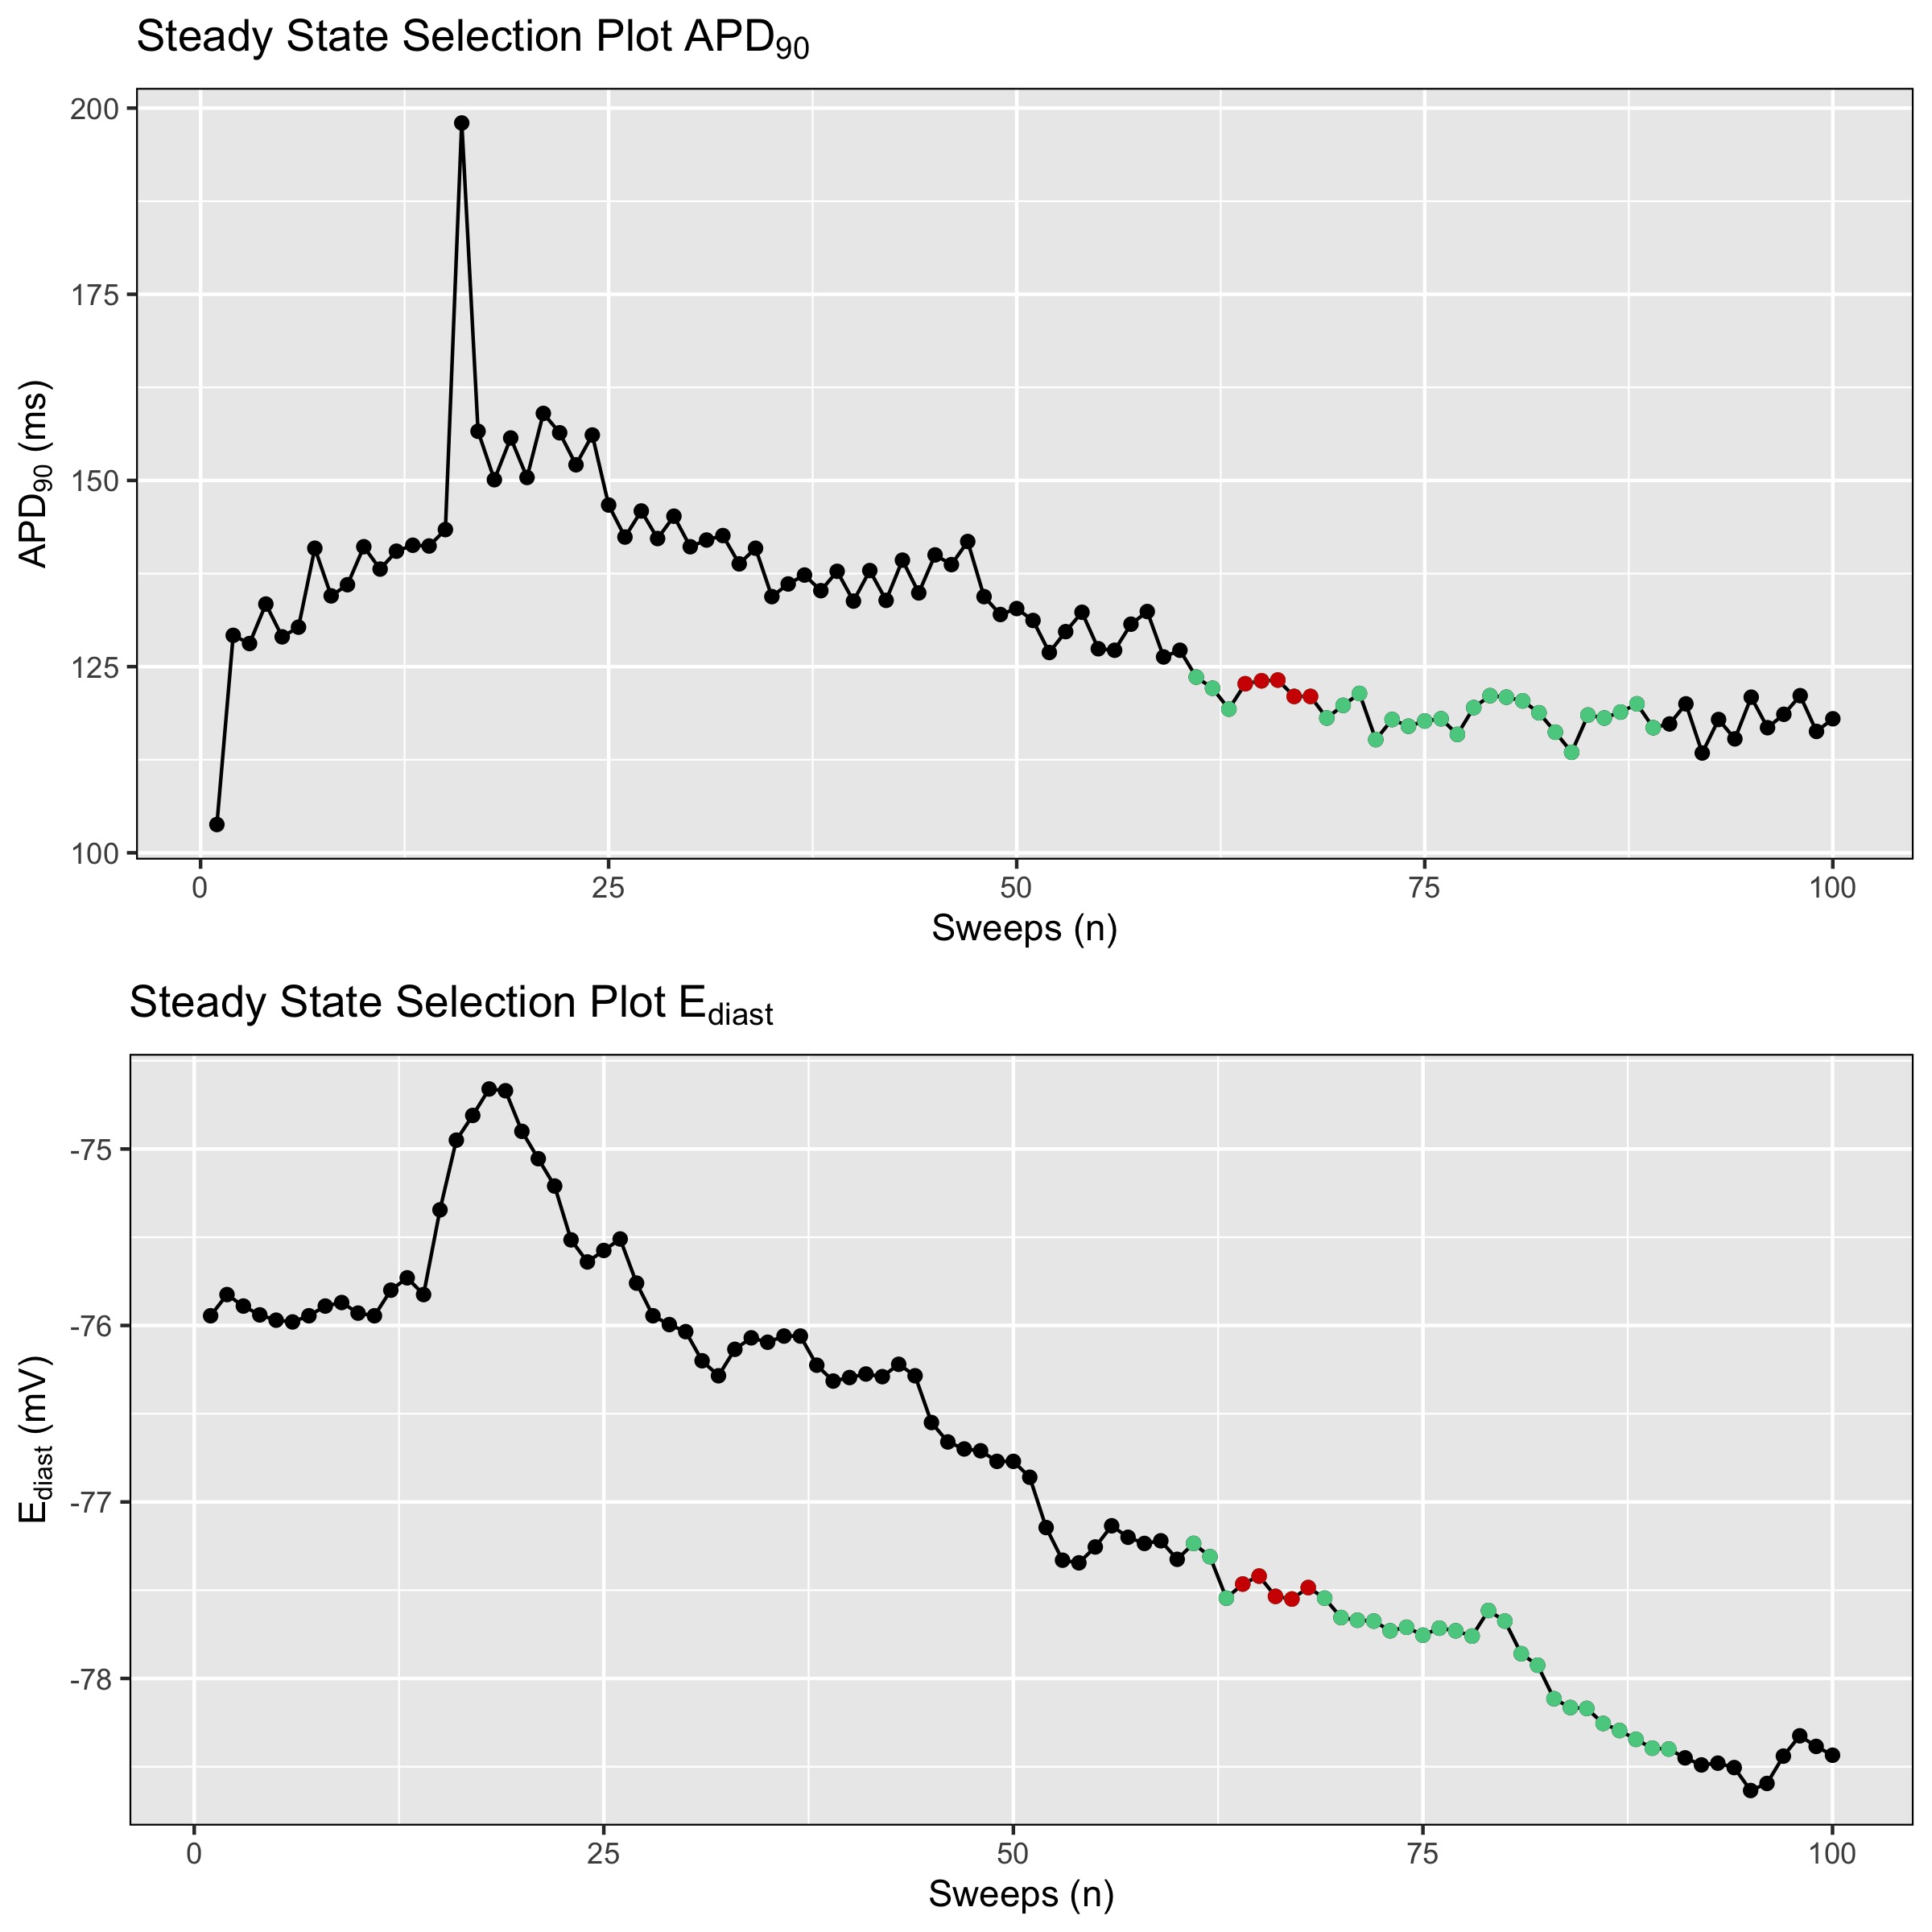 Steady State Selection Plot APD90
200
175
150
125
100
APD90 (ms)
0 25 50 75 100
Sweeps (n)
Steady State Selection Plot Ediast
-75
-76
-77
-78
Ediast (mV)
0 25 50 75 100
Sweeps (n)